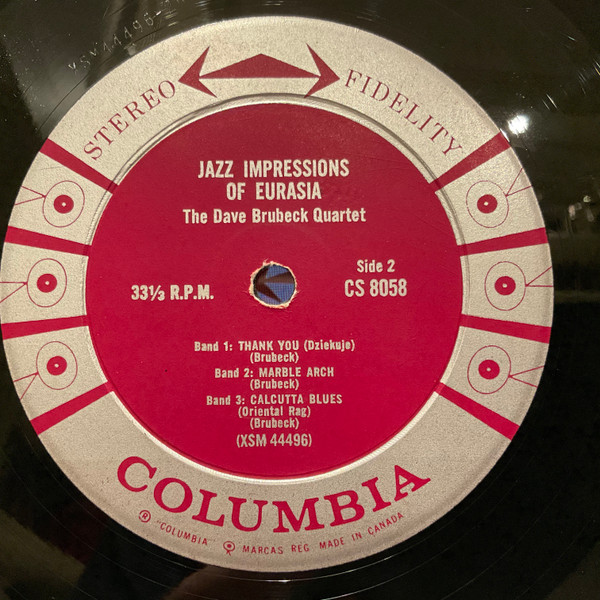 XSM44496
STEREO FIDELITY
JAZZ IMPRESSIONS
OF EURASIA
The Dave Brubeck Quartet
33⅓ R.P.M.
Side 2
CS 8058
Band 1: THANK YOU (Dziekuje)
(Brubeck)
Band 2: MARBLE ARCH
(Brubeck)
Band 3: CALCUTTA BLUES
(Oriental Rag)
(Brubeck)
(XSM 44496)
COLUMBIA
® "COLUMBIA" MARCAS REG MADE IN CANADA